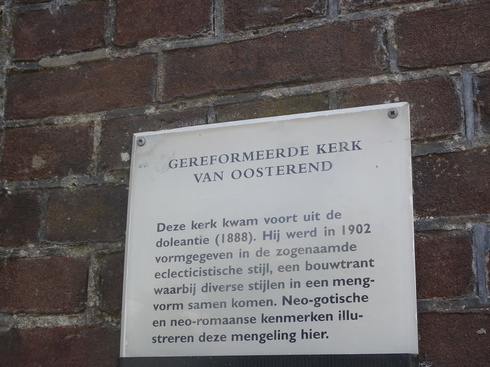 GEREFORMEERDE KERK
VAN OOSTEREND
Deze kerk kwam voort uit de
doleantie (1888). Hij werd in 1902
vormgegeven in de zogenaamde
eclecticistische stijl, een bouwtrant
waarbij diverse stijlen in een meng-
vorm samen komen. Neo-gotische
en neo-romaanse kenmerken illu-
streren deze mengeling hier.